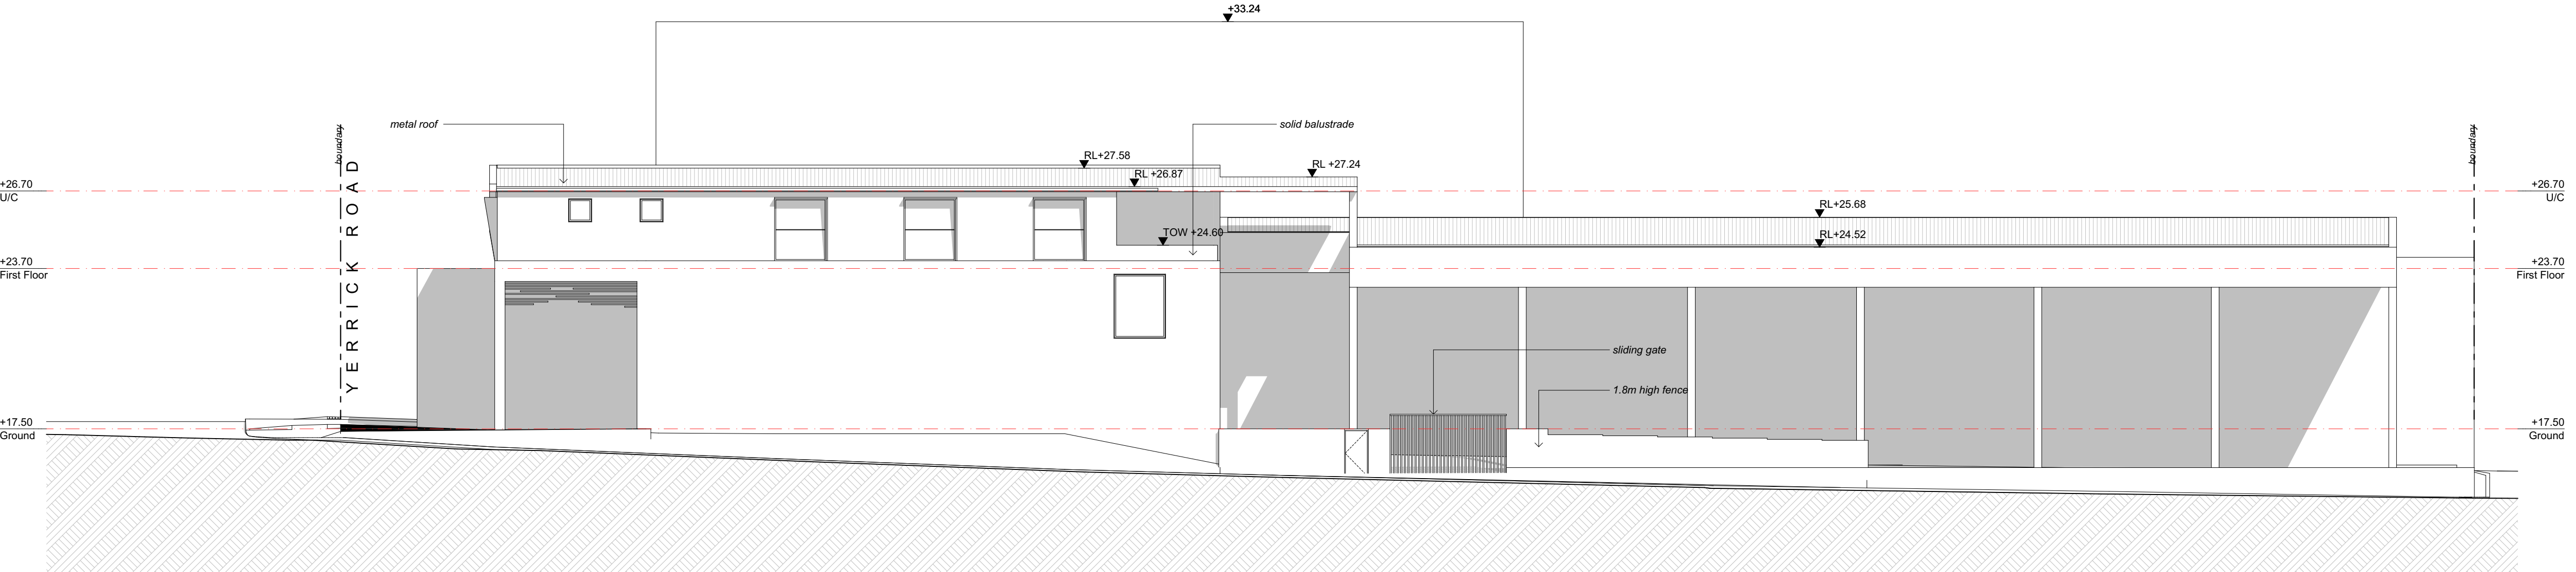 +33.24
metal roof
solid balustrade
boundary
boundary
YERRICK ROAD
RL+27.58
RL +27.24
RL +26.87
+26.70
U/C
+26.70
U/C
RL+25.68
TOW +24.60
RL+24.52
+23.70
First Floor
+23.70
First Floor
sliding gate
1.8m high fence
+17.50
Ground
+17.50
Ground